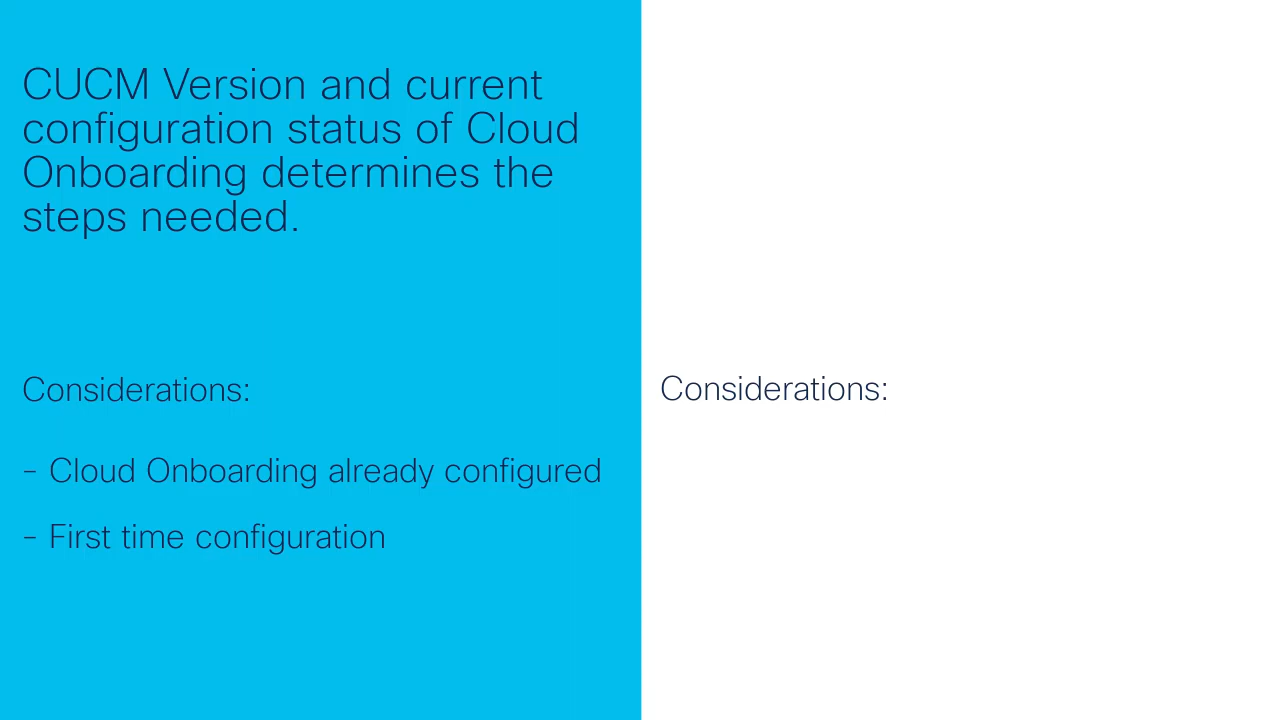 CUCM Version and current
configuration status of Cloud
Onboarding determines the
steps needed.
Considerations:
- Cloud Onboarding already configured
- First time configuration
Considerations: